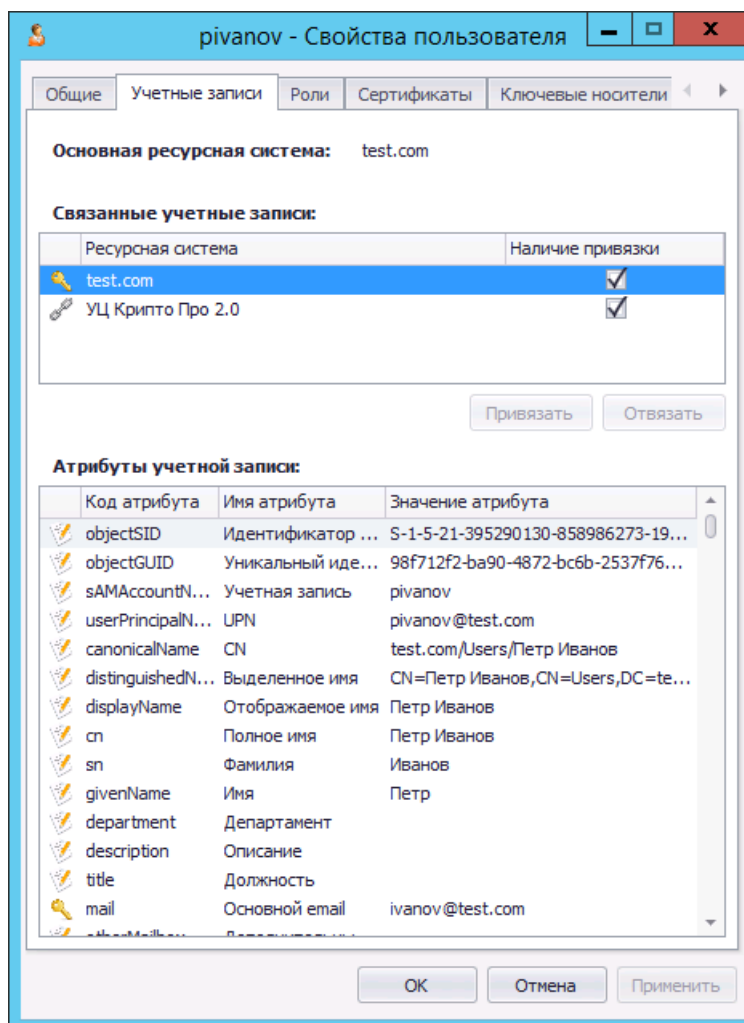 pivanov - Свойства пользователя
Общие Учетные записи Роли Сертификаты Ключевые носители
Основная ресурсная система: test.com
Связанные учетные записи:
Ресурсная система Наличие привязки
test.com
УЦ Крипто Про 2.0
Привязать Отвязать
Атрибуты учетной записи:
Код атрибута Имя атрибута Значение атрибута
objectSID Идентификатор ... S-1-5-21-395290130-858986273-19...
objectGUID Уникальный иде... 98f712f2-ba90-4872-bc6b-2537f76...
sAMAccountN... Учетная запись pivanov
userPrincipalN... UPN pivanov@test.com
canonicalName CN test.com/Users/Петр Иванов
distinguishedN... Выделенное имя CN=Петр Иванов,CN=Users,DC=te...
displayName Отображаемое имя Петр Иванов
cn Полное имя Петр Иванов
sn Фамилия Иванов
givenName Имя Петр
department Департамент
description Описание
title Должность
mail Основной email ivanov@test.com
OK Отмена Применить